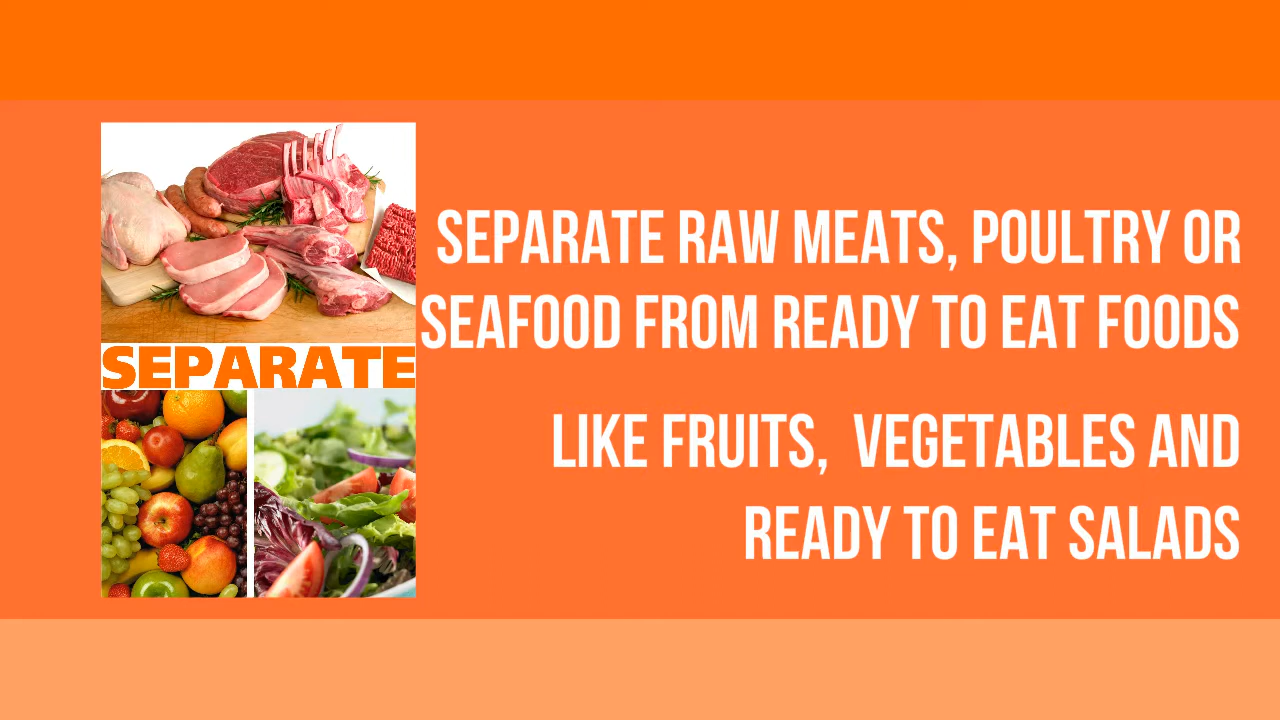 SEPARATE
SEPARATE RAW MEATS, POULTRY OR
SEAFOOD FROM READY TO EAT FOODS
LIKE FRUITS, VEGETABLES AND
READY TO EAT SALADS